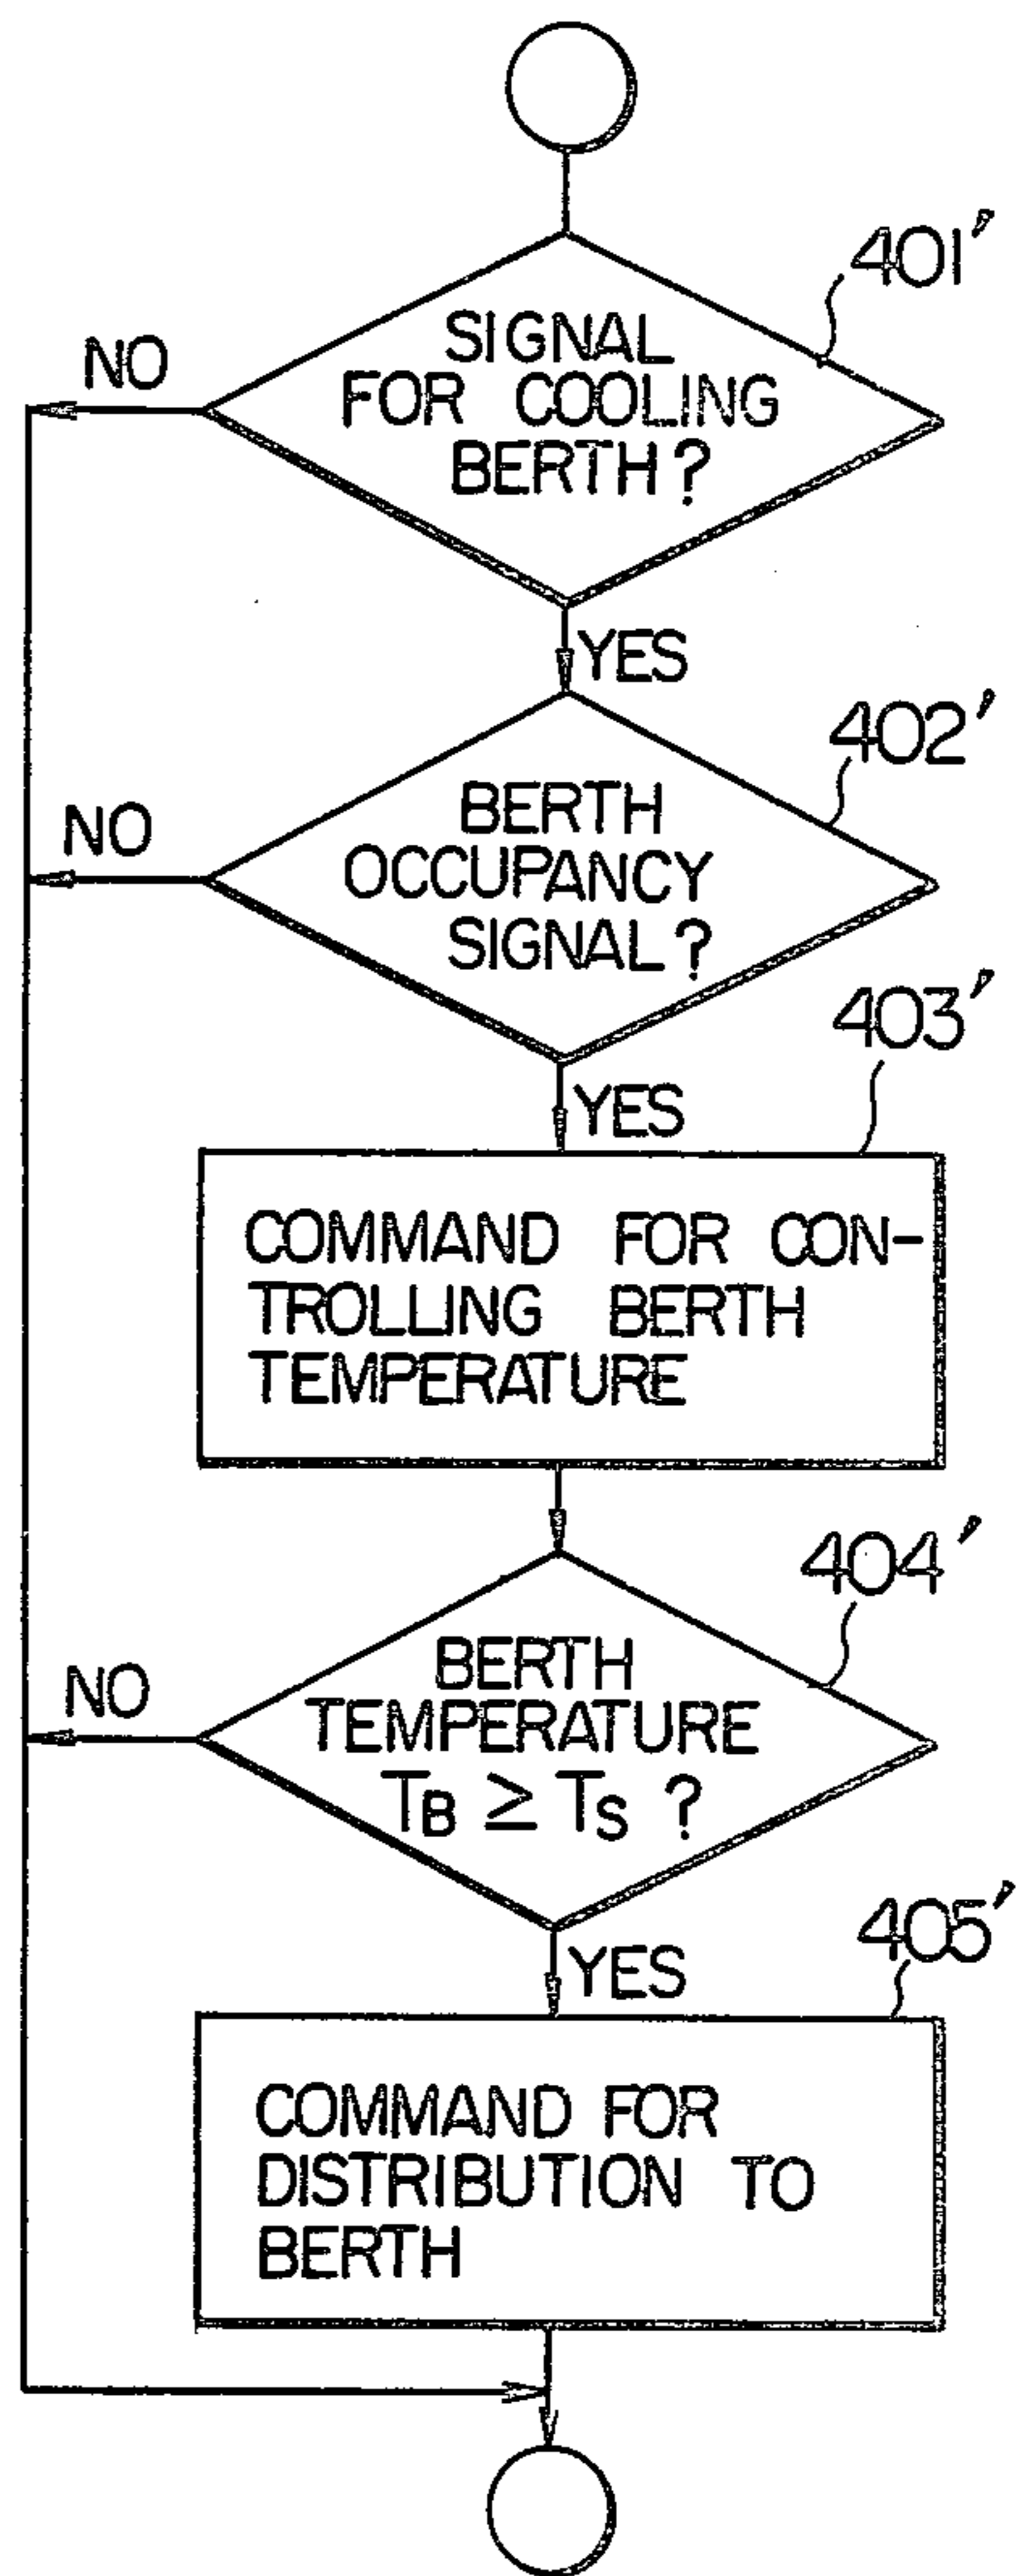 401'
SIGNAL
FOR COOLING
BERTH?
NO
YES
402'
BERTH
OCCUPANCY
SIGNAL?
NO
YES
403'
COMMAND FOR CON-
TROLLING BERTH
TEMPERATURE
404'
BERTH
TEMPERATURE
TB ≥ TS ?
NO
YES
405'
COMMAND FOR
DISTRIBUTION TO
BERTH